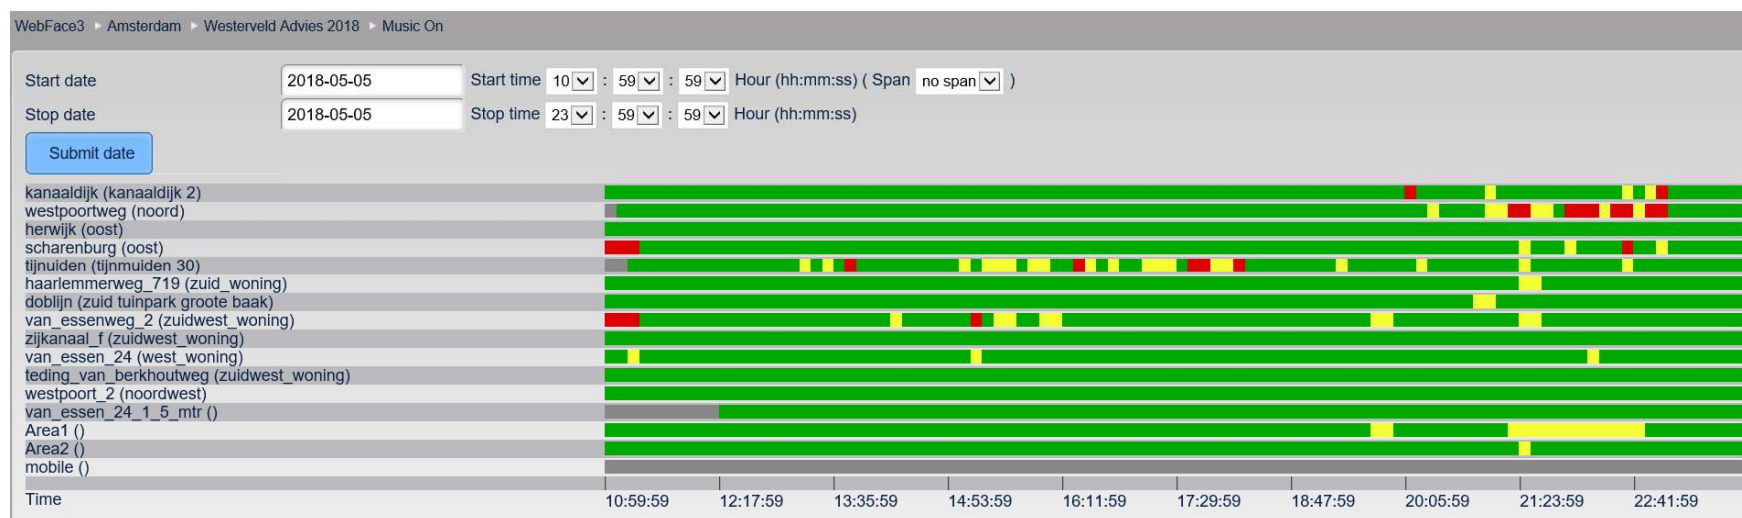 WebFace3 ▸ Amsterdam ▸ Westerveld Advies 2018 ▸ Music On
Start date 2018-05-05 Start time 10 : 59 : 59 Hour (hh:mm:ss) ( Span no span )
Stop date 2018-05-05 Stop time 23 : 59 : 59 Hour (hh:mm:ss)
Submit date
kanaaldijk (kanaaldijk 2)
westpoortweg (noord)
herwijk (oost)
scharenburg (oost)
tijnuiden (tijnmuiden 30)
haarlemmerweg_719 (zuid_woning)
doblijn (zuid tuinpark groote baak)
van_essenweg_2 (zuidwest_woning)
zijkanaal_f (zuidwest_woning)
van_essen_24 (west_woning)
teding_van_berkhoutweg (zuidwest_woning)
westpoort_2 (noordwest)
van_essen_24_1_5_mtr ()
Area1 ()
Area2 ()
mobile ()
Time 10:59:59 12:17:59 13:35:59 14:53:59 16:11:59 17:29:59 18:47:59 20:05:59 21:23:59 22:41:59